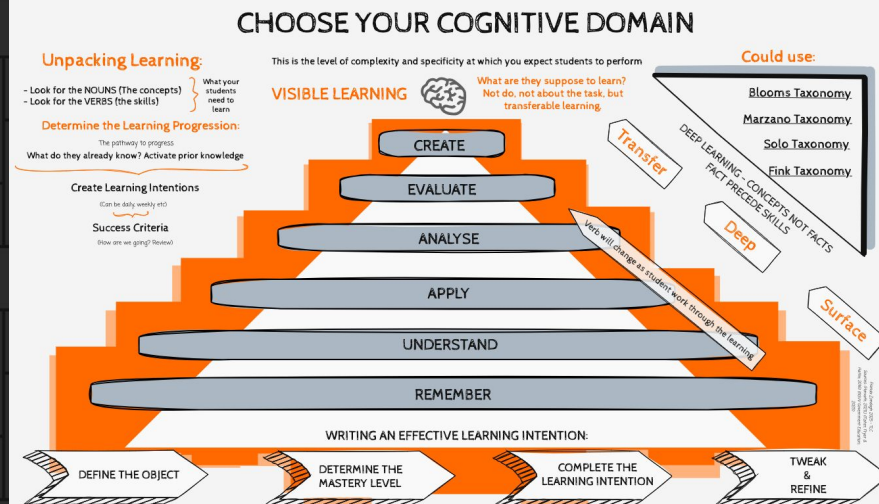 CHOOSE YOUR COGNITIVE DOMAIN
Unpacking Learning:
- Look for the NOUNS (The concepts)
- Look for the VERBS (the skills)
What your
students
need to
learn
Determine the Learning Progression:
The pathway to progress
What do they already know? Activate prior knowledge
Create Learning Intentions
(Can be daily, weekly etc)
Success Criteria
(How are we going? Review)
This is the level of complexity and specificity at which you expect students to perform
VISIBLE LEARNING
What are they suppose to learn?
Not do, not about the task, but
transferable learning.
Could use:
Blooms Taxonomy
Marzano Taxonomy
Solo Taxonomy
Fink Taxonomy
DEEP LEARNING - CONCEPTS NOT FACTS
FACT PRECEDE SKILLS
Transfer
Deep
Surface
CREATE
EVALUATE
ANALYSE
APPLY
UNDERSTAND
REMEMBER
Verb will change as student work through the learning
WRITING AN EFFECTIVE LEARNING INTENTION:
DEFINE THE OBJECT
DETERMINE THE
MASTERY LEVEL
COMPLETE THE
LEARNING INTENTION
TWEAK
&
REFINE